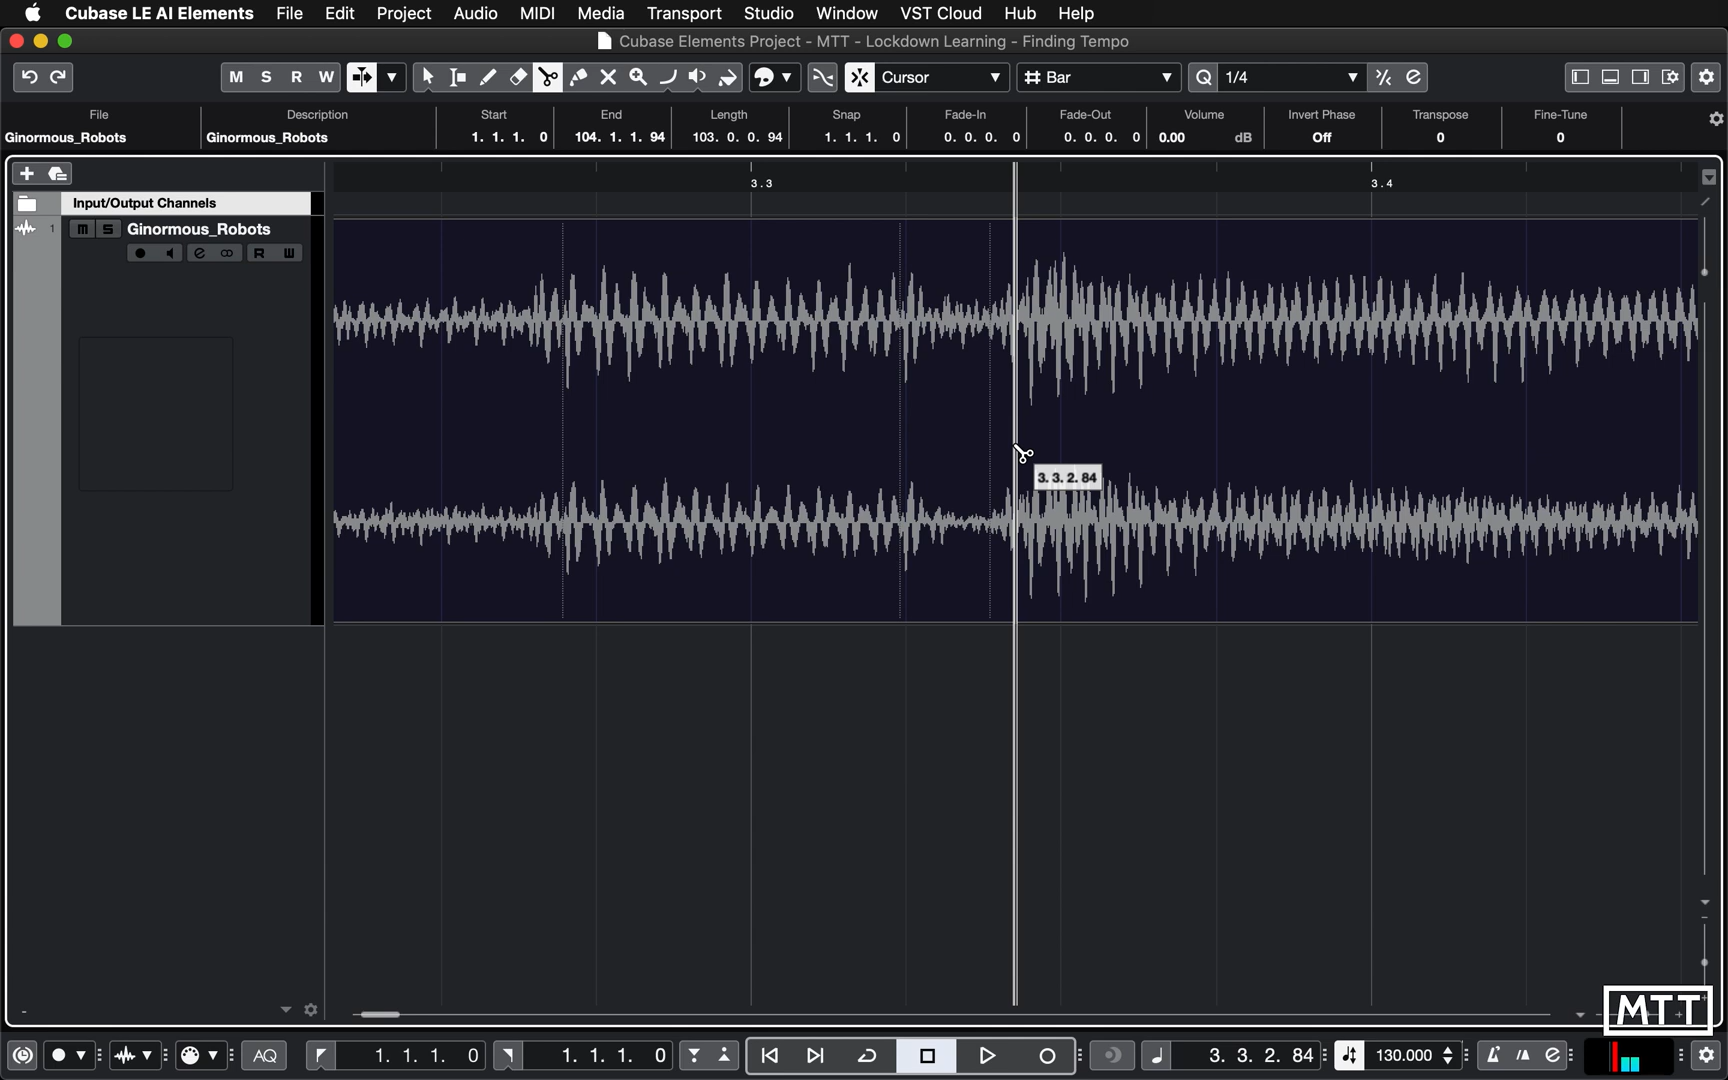 Cubase LE AI Elements File Edit Project Audio MIDI Media Transport Studio Window VST Cloud Hub Help
Cubase Elements Project - MTT - Lockdown Learning - Finding Tempo
M S R W Cursor Bar Q 1/4
File Description Start End Length Snap Fade-In Fade-Out Volume Invert Phase Transpose Fine-Tune
Ginormous_Robots Ginormous_Robots 1. 1. 1. 0 104. 1. 1. 94 103. 0. 0. 94 1. 1. 1. 0 0. 0. 0. 0 0. 0. 0. 0 0.00 dB Off 0 0
3.3 3.4
Input/Output Channels
1 m S Ginormous_Robots
e R W
3. 3. 2. 84
MTT
AQ 1. 1. 1. 0 1. 1. 1. 0 3. 3. 2. 84 130.000